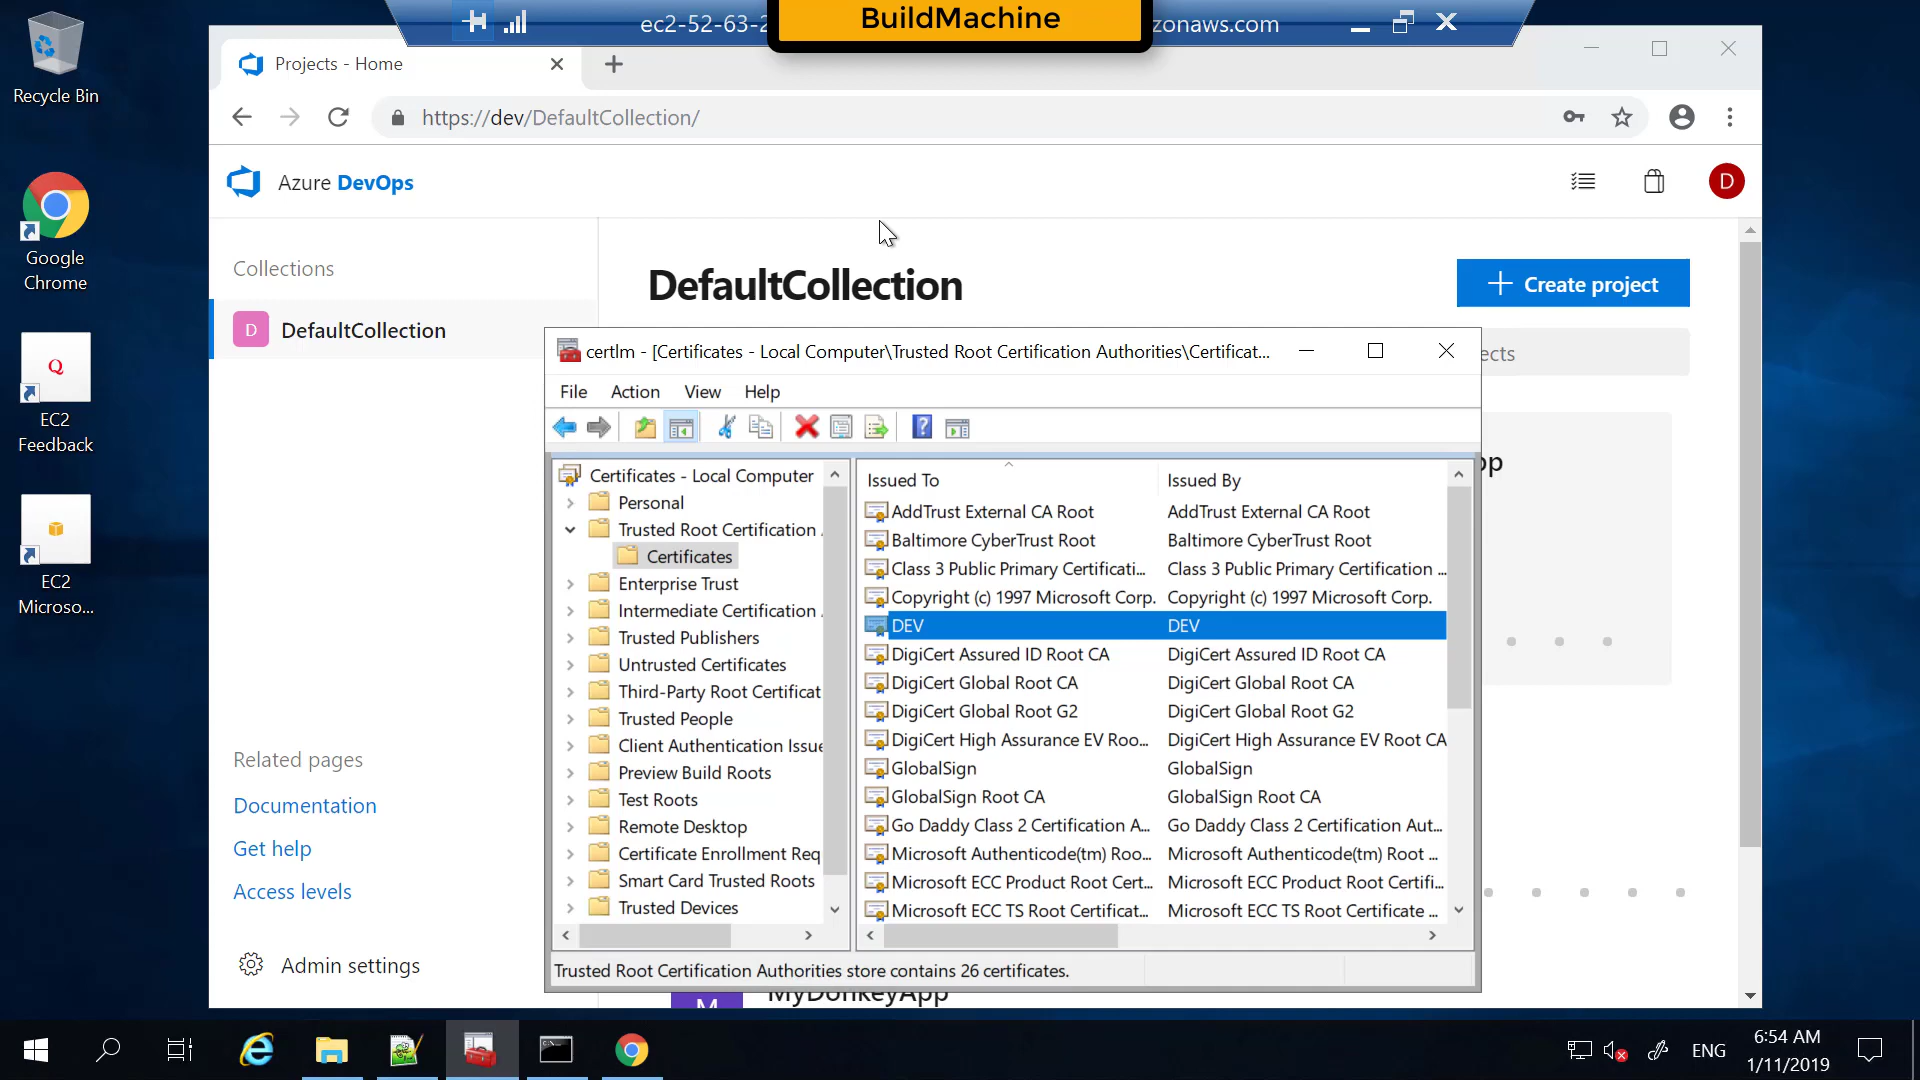 BuildMachine
ec2-52-63-2
zonaws.com
Recycle Bin
Google
Chrome
EC2
Feedback
EC2
Microso...
Projects - Home
https://dev/DefaultCollection/
Azure DevOps
D
Collections
D
DefaultCollection
DefaultCollection
Create project
ects
pp
Related pages
Documentation
Get help
Access levels
Admin settings
certlm - [Certificates - Local Computer\Trusted Root Certification Authorities\Certificat...
File Action View Help
Certificates - Local Computer
Personal
Trusted Root Certification
Certificates
Enterprise Trust
Intermediate Certification
Trusted Publishers
Untrusted Certificates
Third-Party Root Certificat
Trusted People
Client Authentication Issue
Preview Build Roots
Test Roots
Remote Desktop
Certificate Enrollment Req
Smart Card Trusted Roots
Trusted Devices
Issued To Issued By
AddTrust External CA Root AddTrust External CA Root
Baltimore CyberTrust Root Baltimore CyberTrust Root
Class 3 Public Primary Certificati... Class 3 Public Primary Certification ...
Copyright (c) 1997 Microsoft Corp. Copyright (c) 1997 Microsoft Corp.
DEV DEV
DigiCert Assured ID Root CA DigiCert Assured ID Root CA
DigiCert Global Root CA DigiCert Global Root CA
DigiCert Global Root G2 DigiCert Global Root G2
DigiCert High Assurance EV Roo... DigiCert High Assurance EV Root CA
GlobalSign GlobalSign
GlobalSign Root CA GlobalSign Root CA
Go Daddy Class 2 Certification A... Go Daddy Class 2 Certification Aut...
Microsoft Authenticode(tm) Roo... Microsoft Authenticode(tm) Root ...
Microsoft ECC Product Root Cert... Microsoft ECC Product Root Certifi...
Microsoft ECC TS Root Certificat... Microsoft ECC TS Root Certificate ...
Trusted Root Certification Authorities store contains 26 certificates.
M
MyDonkeyApp
ENG
6:54 AM
1/11/2019